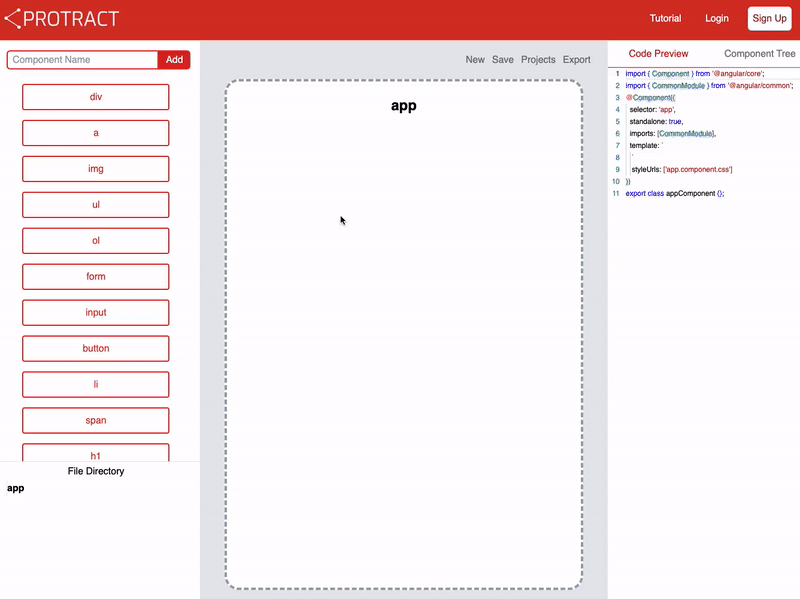 PROTRACT
Tutorial Login Sign Up
Component Name Add
div
a
img
ul
ol
form
input
button
li
span
h1
File Directory
app
New Save Projects Export
app
Code Preview Component Tree
1 import { Component } from '@angular/core';
2 import { CommonModule } from '@angular/common';
3 @Component({
4 selector: 'app',
5 standalone: true,
6 imports: [CommonModule],
7 template: `
8 `
9 styleUrls: ['app.component.css']
10 })
11 export class appComponent {};